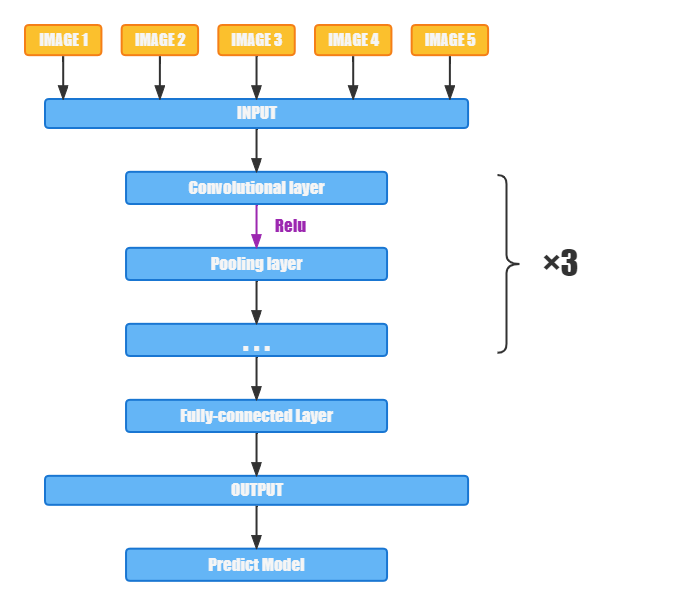 IMAGE 1 IMAGE 2 IMAGE 3 IMAGE 4 IMAGE 5
INPUT
Convolutional layer
Relu
Pooling layer
×3
...
Fully-connected Layer
OUTPUT
Predict Model